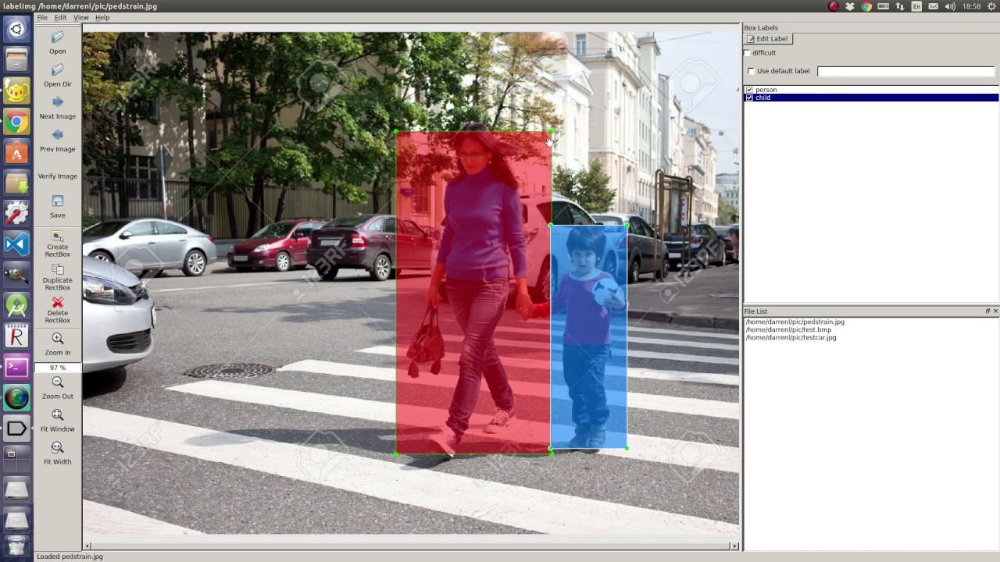 labelImg /home/darrenl/pic/pedstrain.jpg
En
18:58
File Edit View Help
Open
Open Dir
Next Image
Prev Image
Verify Image
Save
Create
RectBox
Duplicate
RectBox
Delete
RectBox
Zoom In
97 %
Zoom Out
Fit Window
Fit Width
123RF
Box Labels
Edit Label
difficult
Use default label
person
child
File List
/home/darrenl/pic/pedstrain.jpg
/home/darrenl/pic/test.bmp
/home/darrenl/pic/testcar.jpg
Loaded pedstrain.jpg